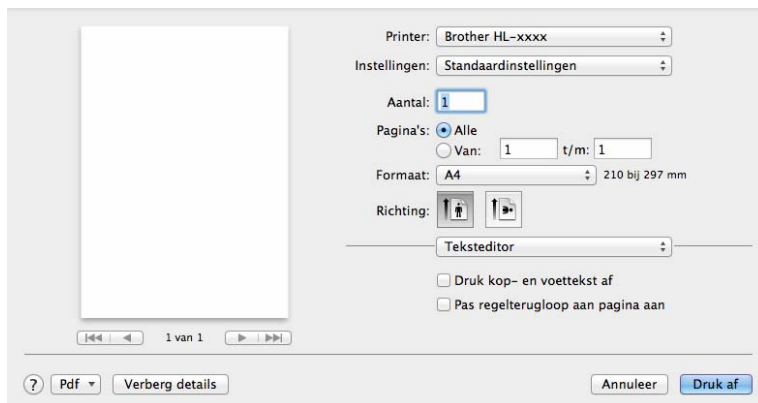 Printer: Brother HL-xxxx
Instellingen: Standaardinstellingen
Aantal: 1
Pagina's: Alle
Van: 1 t/m: 1
Formaat: A4 210 bij 297 mm
Richting:
Teksteditor
Druk kop- en voettekst af
Pas regelterugloop aan pagina aan
1 van 1
? Pdf Verberg details Annuleer Druk af